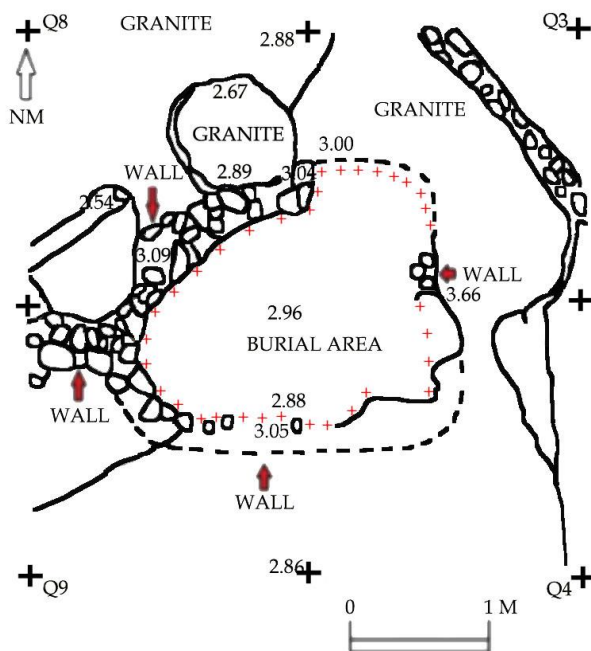 Q8
GRANITE
Q3
2.88
NM
2.67
GRANITE
GRANITE
3.00
WALL
2.89
3.04
2.54
3.09
WALL
3.66
2.96
BURIAL AREA
2.88
WALL
3.05
WALL
2.86
Q9
Q4
0
1 M